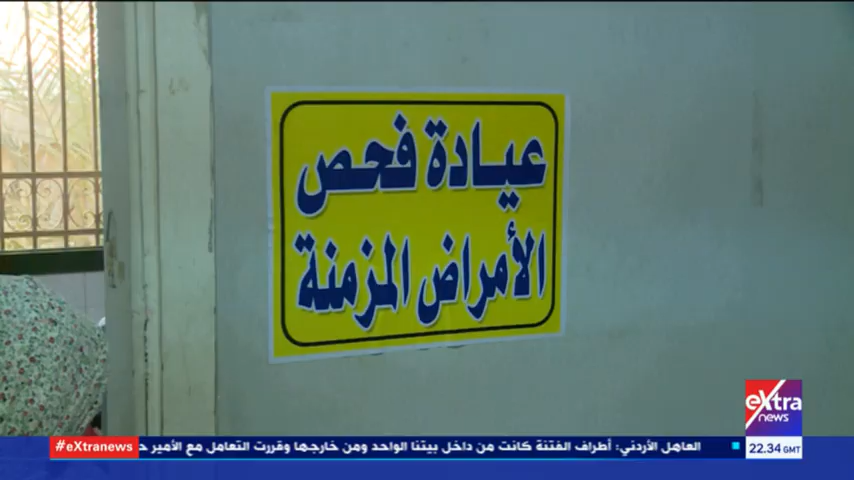 عيادة فحص
الأمراض المزمنة
eXtra
news
22.34 GMT
#eXtranews
العاهل الأردني: أطراف الفتنة كانت من داخل بيتنا الواحد ومن خارجها وقررت التعامل مع الأمير